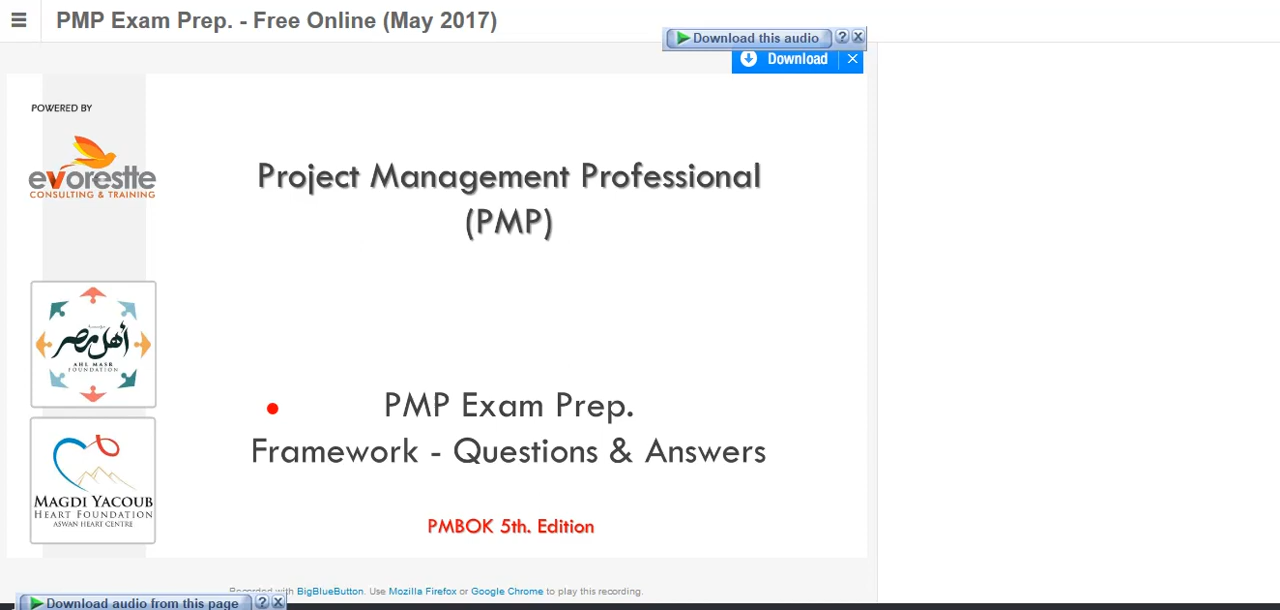 PMP Exam Prep. - Free Online (May 2017)
Download this audio
Download
POWERED BY
evorestte
CONSULTING & TRAINING
Project Management Professional
(PMP)
أهل مصر
AHL MASR
FOUNDATION
PMP Exam Prep.
Framework - Questions & Answers
MAGDI YACOUB
HEART FOUNDATION
ASWAN HEART CENTRE
PMBOK 5th. Edition
Recorded with BigBlueButton. Use Mozilla Firefox or Google Chrome to play this recording.
Download audio from this page